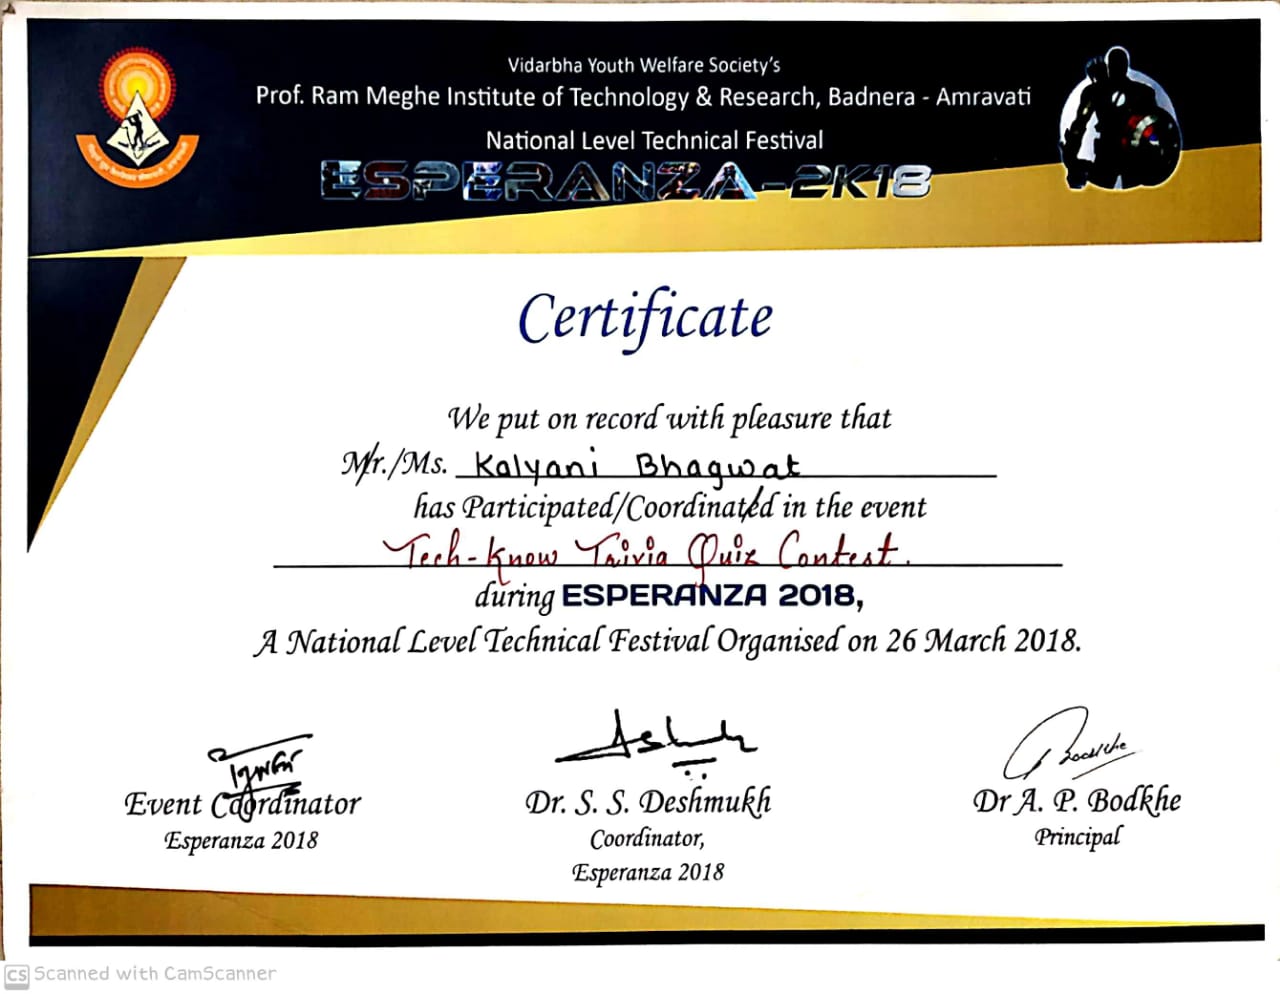 Vidarbha Youth Welfare Society's
Prof. Ram Meghe Institute of Technology & Research, Badnera - Amravati
National Level Technical Festival
ESPERANZA-2K18
Certificate
We put on record with pleasure that
Mr./Ms. Kalyani Bhagwat
has Participated/Coordinated in the event
Tech-Know Trivia Quiz Contest.
during ESPERANZA 2018,
A National Level Technical Festival Organised on 26 March 2018.
Bodkhe
Event Coordinator
Esperanza 2018
Dr. S. S. Deshmukh
Coordinator,
Esperanza 2018
Dr A. P. Bodkhe
Principal
CS Scanned with CamScanner